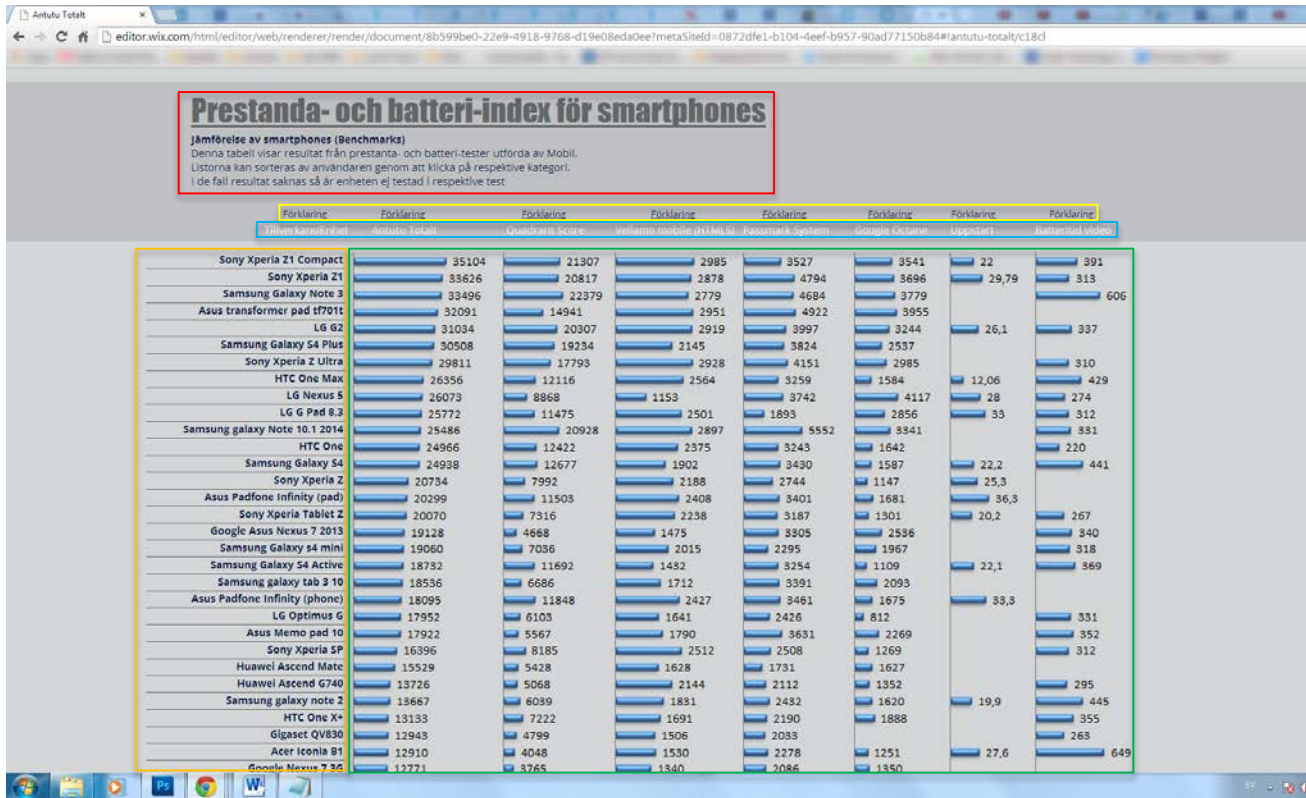 Antutu Totalt
editor.wix.com/html/editor/web/renderer/render/document/8b599be0-22e9-4918-9768-d19e08eda0ee?metaSiteId=0872dfe1-b104-4eef-b957-90ad77150b84#!antutu-totalt/c18cl
Prestanda- och batteri-index för smartphones
Jämförelse av smartphones (Benchmarks)
Denna tabell visar resultat från prestanta- och batteri-tester utförda av Mobil.
Listorna kan sorteras av användaren genom att klicka på respektive kategori.
I de fall resultat saknas så är enheten ej testad i respektive test
Förklaring Förklaring Förklaring Förklaring Förklaring Förklaring Förklaring Förklaring
Tillverkare/Enhet Antutu Totalt Quadrant Score Vellamo mobile (HTML5) Passmark System Google Octane Uppstart Batteritid video
Sony Xperia Z1 Compact 35104 21307 2985 3527 3541 22 391
Sony Xperia Z1 33626 20817 2878 4794 3696 29,79 313
Samsung Galaxy Note 3 33496 22379 2779 4684 3779 606
Asus transformer pad tf701t 32091 14941 2951 4922 3955
LG G2 31034 20307 2919 3997 3244 26,1 337
Samsung Galaxy S4 Plus 30508 19234 2145 3824 2537
Sony Xperia Z Ultra 29811 17793 2928 4151 2985 310
HTC One Max 26356 12116 2564 3259 1584 12,06 429
LG Nexus 5 26073 8868 1153 3742 4117 28 274
LG G Pad 8.3 25772 11475 2501 1893 2856 33 312
Samsung galaxy Note 10.1 2014 25486 20928 2897 5552 3341 331
HTC One 24966 12422 2375 3243 1642 220
Samsung Galaxy S4 24938 12677 1902 3430 1587 22,2 441
Sony Xperia Z 20734 7992 2188 2744 1147 25,3
Asus Padfone Infinity (pad) 20299 11503 2408 3401 1681 36,3
Sony Xperia Tablet Z 20070 7316 2238 3187 1301 20,2 267
Google Asus Nexus 7 2013 19128 4668 1475 3305 2536 340
Samsung Galaxy s4 mini 19060 7036 2015 2295 1967 318
Samsung Galaxy S4 Active 18732 11692 1432 3254 1109 22,1 369
Samsung galaxy tab 3 10 18536 6686 1712 3391 2093
Asus Padfone Infinity (phone) 18095 11848 2427 3461 1675 33,3
LG Optimus G 17952 6103 1641 2426 812 331
Asus Memo pad 10 17922 5567 1790 3631 2269 352
Sony Xperia SP 16396 8185 2512 2508 1269 312
Huawei Ascend Mate 15529 5428 1628 1731 1627
Huawei Ascend G740 13726 5068 2144 2112 1352 295
Samsung galaxy note 2 13667 6039 1831 2432 1620 19,9 445
HTC One X+ 13133 7222 1691 2190 1888 355
Gigaset QV830 12943 4799 1506 2033 263
Acer Iconia B1 12910 4048 1530 2278 1251 27,6 649
Google Nexus 7 3G 12771 3765 1340 2086 1350
Ps W SV